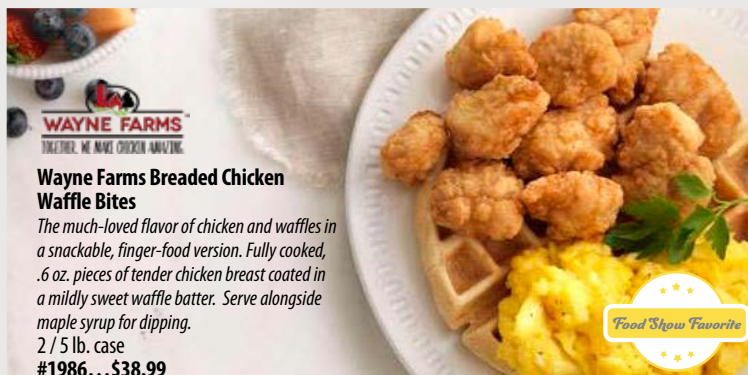 WAYNE FARMS
TOGETHER, WE MAKE CHICKEN AMAZING.
Wayne Farms Breaded Chicken
Waffle Bites
The much-loved flavor of chicken and waffles in
a snackable, finger-food version. Fully cooked,
.6 oz. pieces of tender chicken breast coated in
a mildly sweet waffle batter.  Serve alongside
maple syrup for dipping.
2 / 5 lb. case
#1986...$38.99
Food Show Favorite